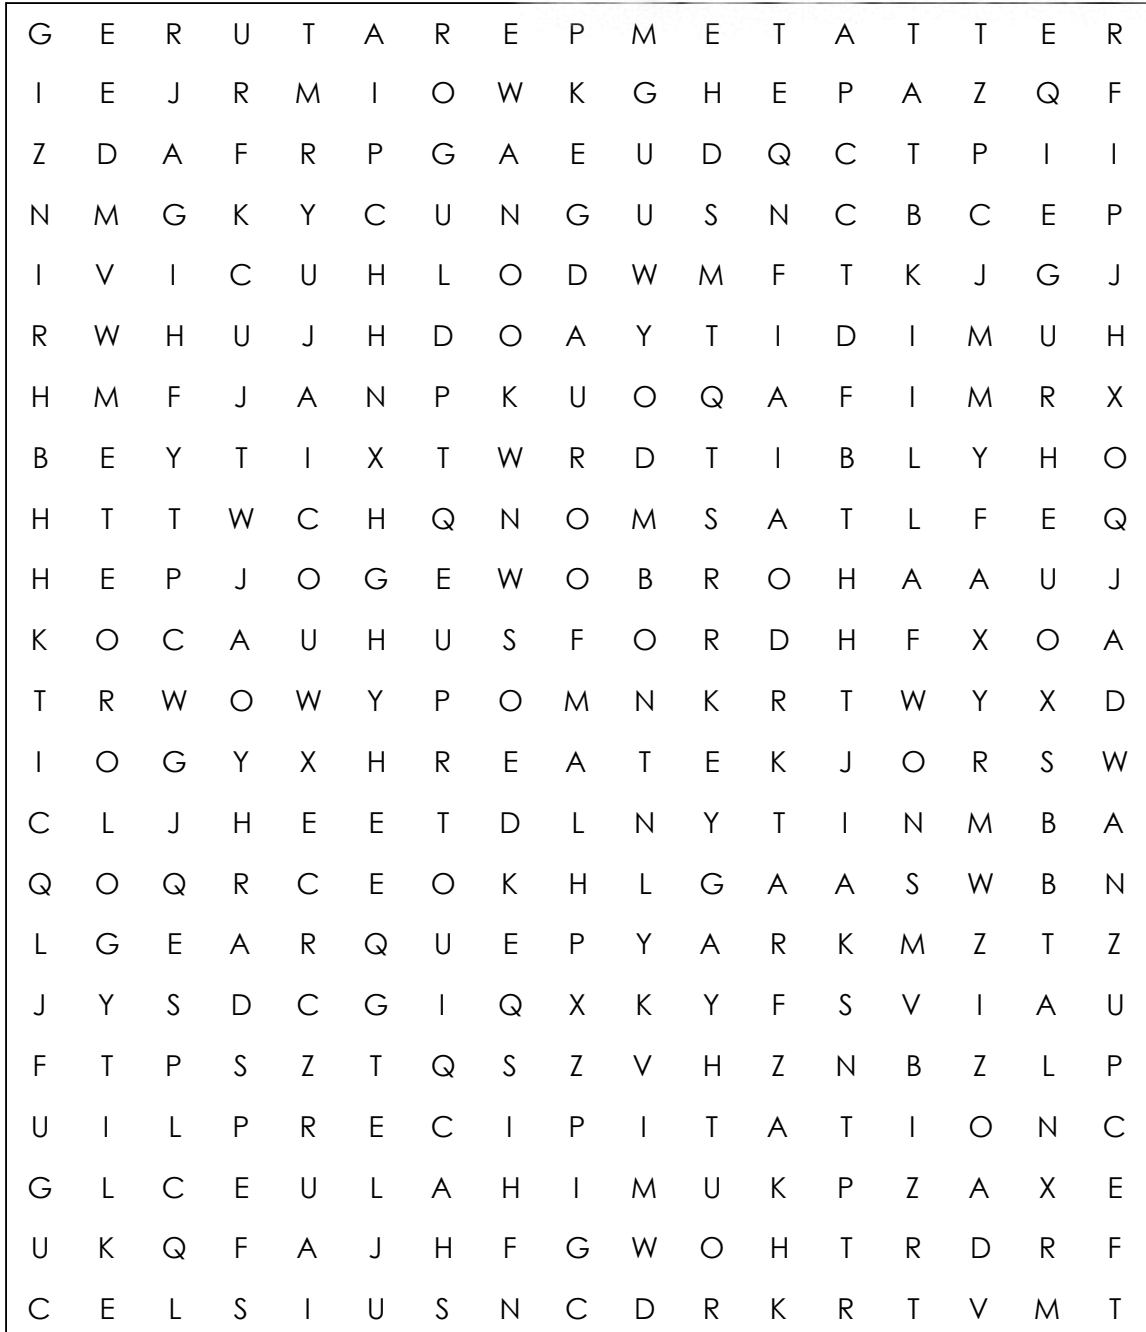 G E R U T A R E P M E T A T T E R
I E J R M I O W K G H E P A Z Q F
Z D A F R P G A E U D Q C T P I I
N M G K Y C U N G U S N C B C E P
I V I C U H L O D W M F T K J G J
R W H U J H D O A Y T I D I M U H
H M F J A N P K U O Q A F I M R X
B E Y T I X T W R D T I B L Y H O
H T T W C H Q N O M S A T L F E Q
H E P J O G E W O B R O H A A U J
K O C A U H U S F O R D H F X O A
T R W O W Y P O M N K R T W Y X D
I O G Y X H R E A T E K J O R S W
C L J H E E T D L N Y T I N M B A
Q O Q R C E O K H L G A A S W B N
L G E A R Q U E P Y A R K M Z T Z
J Y S D C G I Q X K Y F S V I A U
F T P S Z T Q S Z V H Z N B Z L P
U I L P R E C I P I T A T I O N C
G L C E U L A H I M U K P Z A X E
U K Q F A J H F G W O H T R D R F
C E L S I U S N C D R K R T V M T